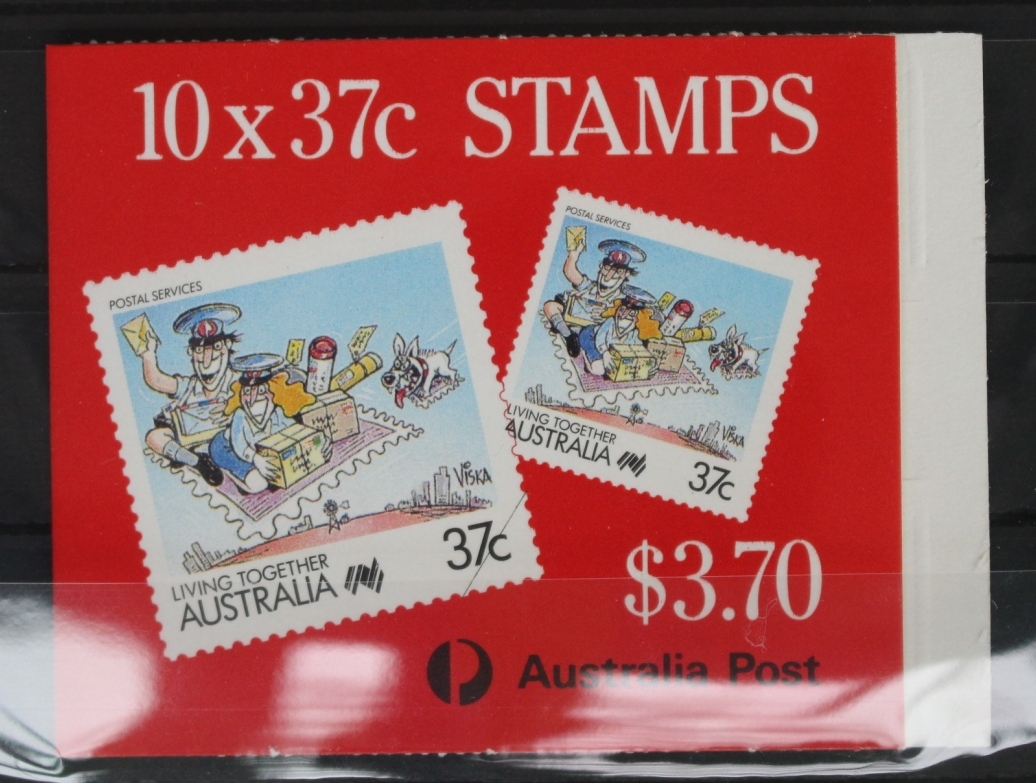 10 x 37c STAMPS
POSTAL SERVICES
VISKA
37c
LIVING TOGETHER
AUSTRALIA
POSTAL SERVICES
LIVING TOGETHER
AUSTRALIA
VISKA
37c
$3.70
Australia Post